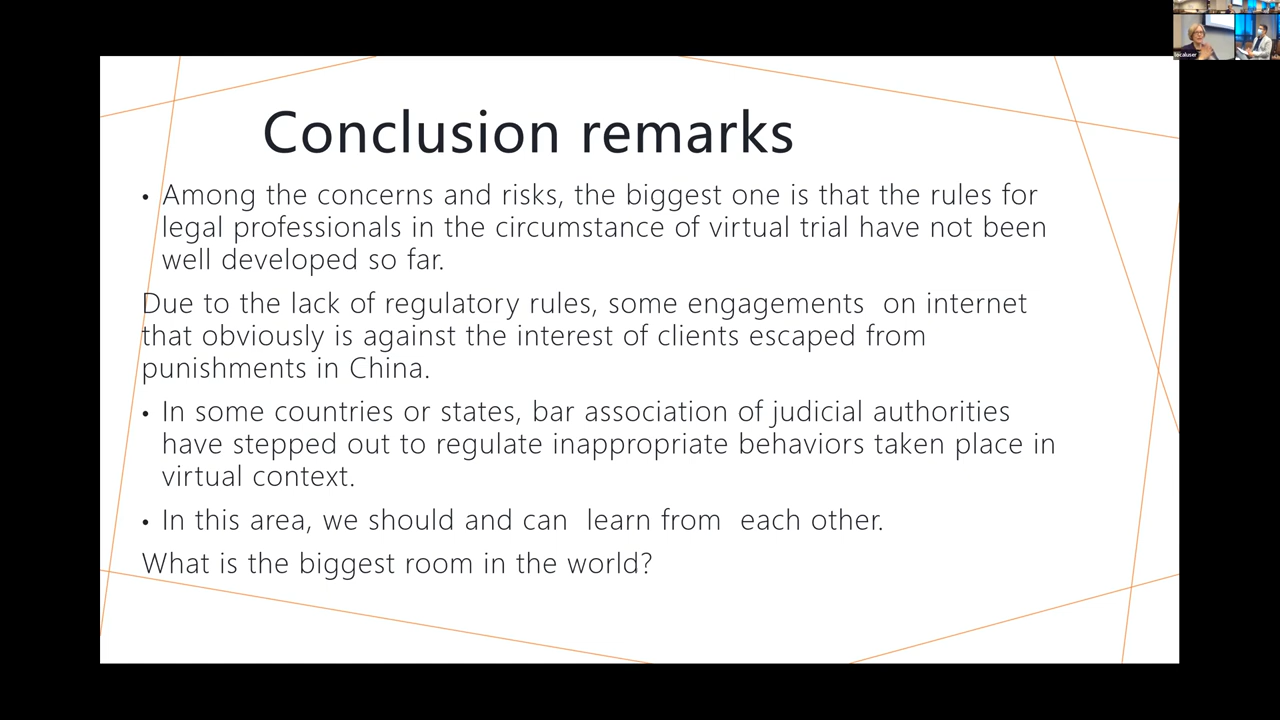 Conclusion remarks
• Among the concerns and risks, the biggest one is that the rules for
legal professionals in the circumstance of virtual trial have not been
well developed so far.
Due to the lack of regulatory rules, some engagements  on internet
that obviously is against the interest of clients escaped from
punishments in China.
• In some countries or states, bar association of judicial authorities
have stepped out to regulate inappropriate behaviors taken place in
virtual context.
• In this area, we should and can  learn from  each other.
What is the biggest room in the world?
localuser